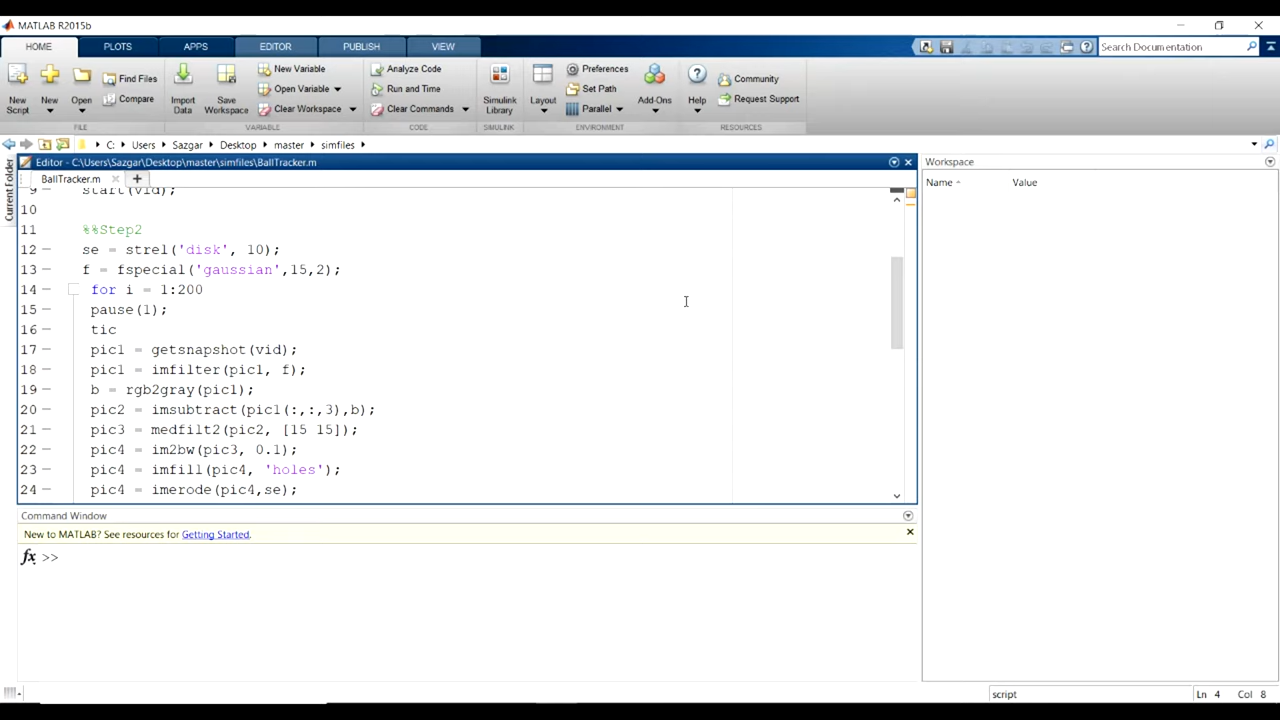 MATLAB R2015b
HOME PLOTS APPS EDITOR PUBLISH VIEW Search Documentation
New Script New Open Find Files Compare Import Data Save Workspace New Variable Open Variable Clear Workspace Analyze Code Run and Time Clear Commands Simulink Library Layout Preferences Set Path Parallel Add-Ons Help Community Request Support
FILE VARIABLE CODE SIMULINK ENVIRONMENT RESOURCES
C: Users Sazgar Desktop master simfiles
Current Folder
Editor - C:\Users\Sazgar\Desktop\master\simfiles\BallTracker.m
BallTracker.m
9 start(vid);
10
11 %%Step2
12 se = strel('disk', 10);
13 f = fspecial('gaussian',15,2);
14 for i = 1:200
15 pause(1);
16 tic
17 pic1 = getsnapshot(vid);
18 pic1 = imfilter(pic1, f);
19 b = rgb2gray(pic1);
20 pic2 = imsubtract(pic1(:,:,3),b);
21 pic3 = medfilt2(pic2, [15 15]);
22 pic4 = im2bw(pic3, 0.1);
23 pic4 = imfill(pic4, 'holes');
24 pic4 = imerode(pic4,se);
Command Window
New to MATLAB? See resources for Getting Started.
fx >>
Workspace
Name Value
script Ln 4 Col 8